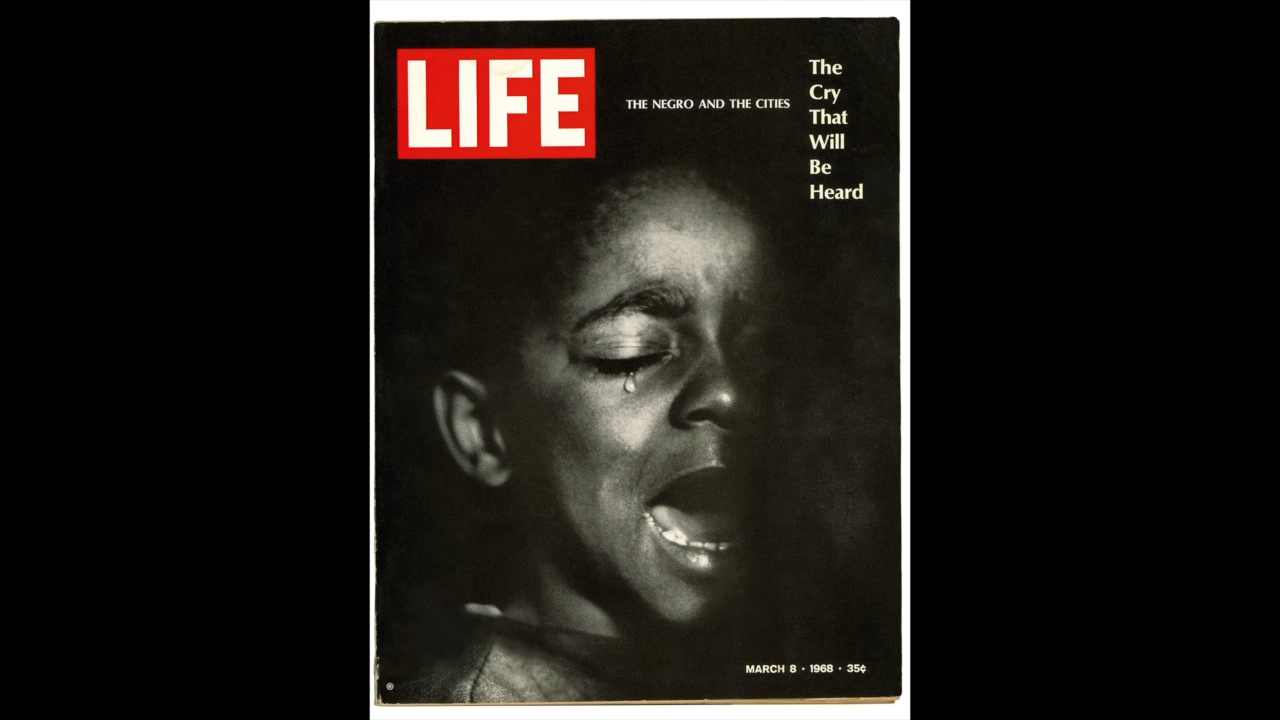 LIFE
THE NEGRO AND THE CITIES
The
Cry
That
Will
Be
Heard
MARCH 8 · 1968 · 35¢
®